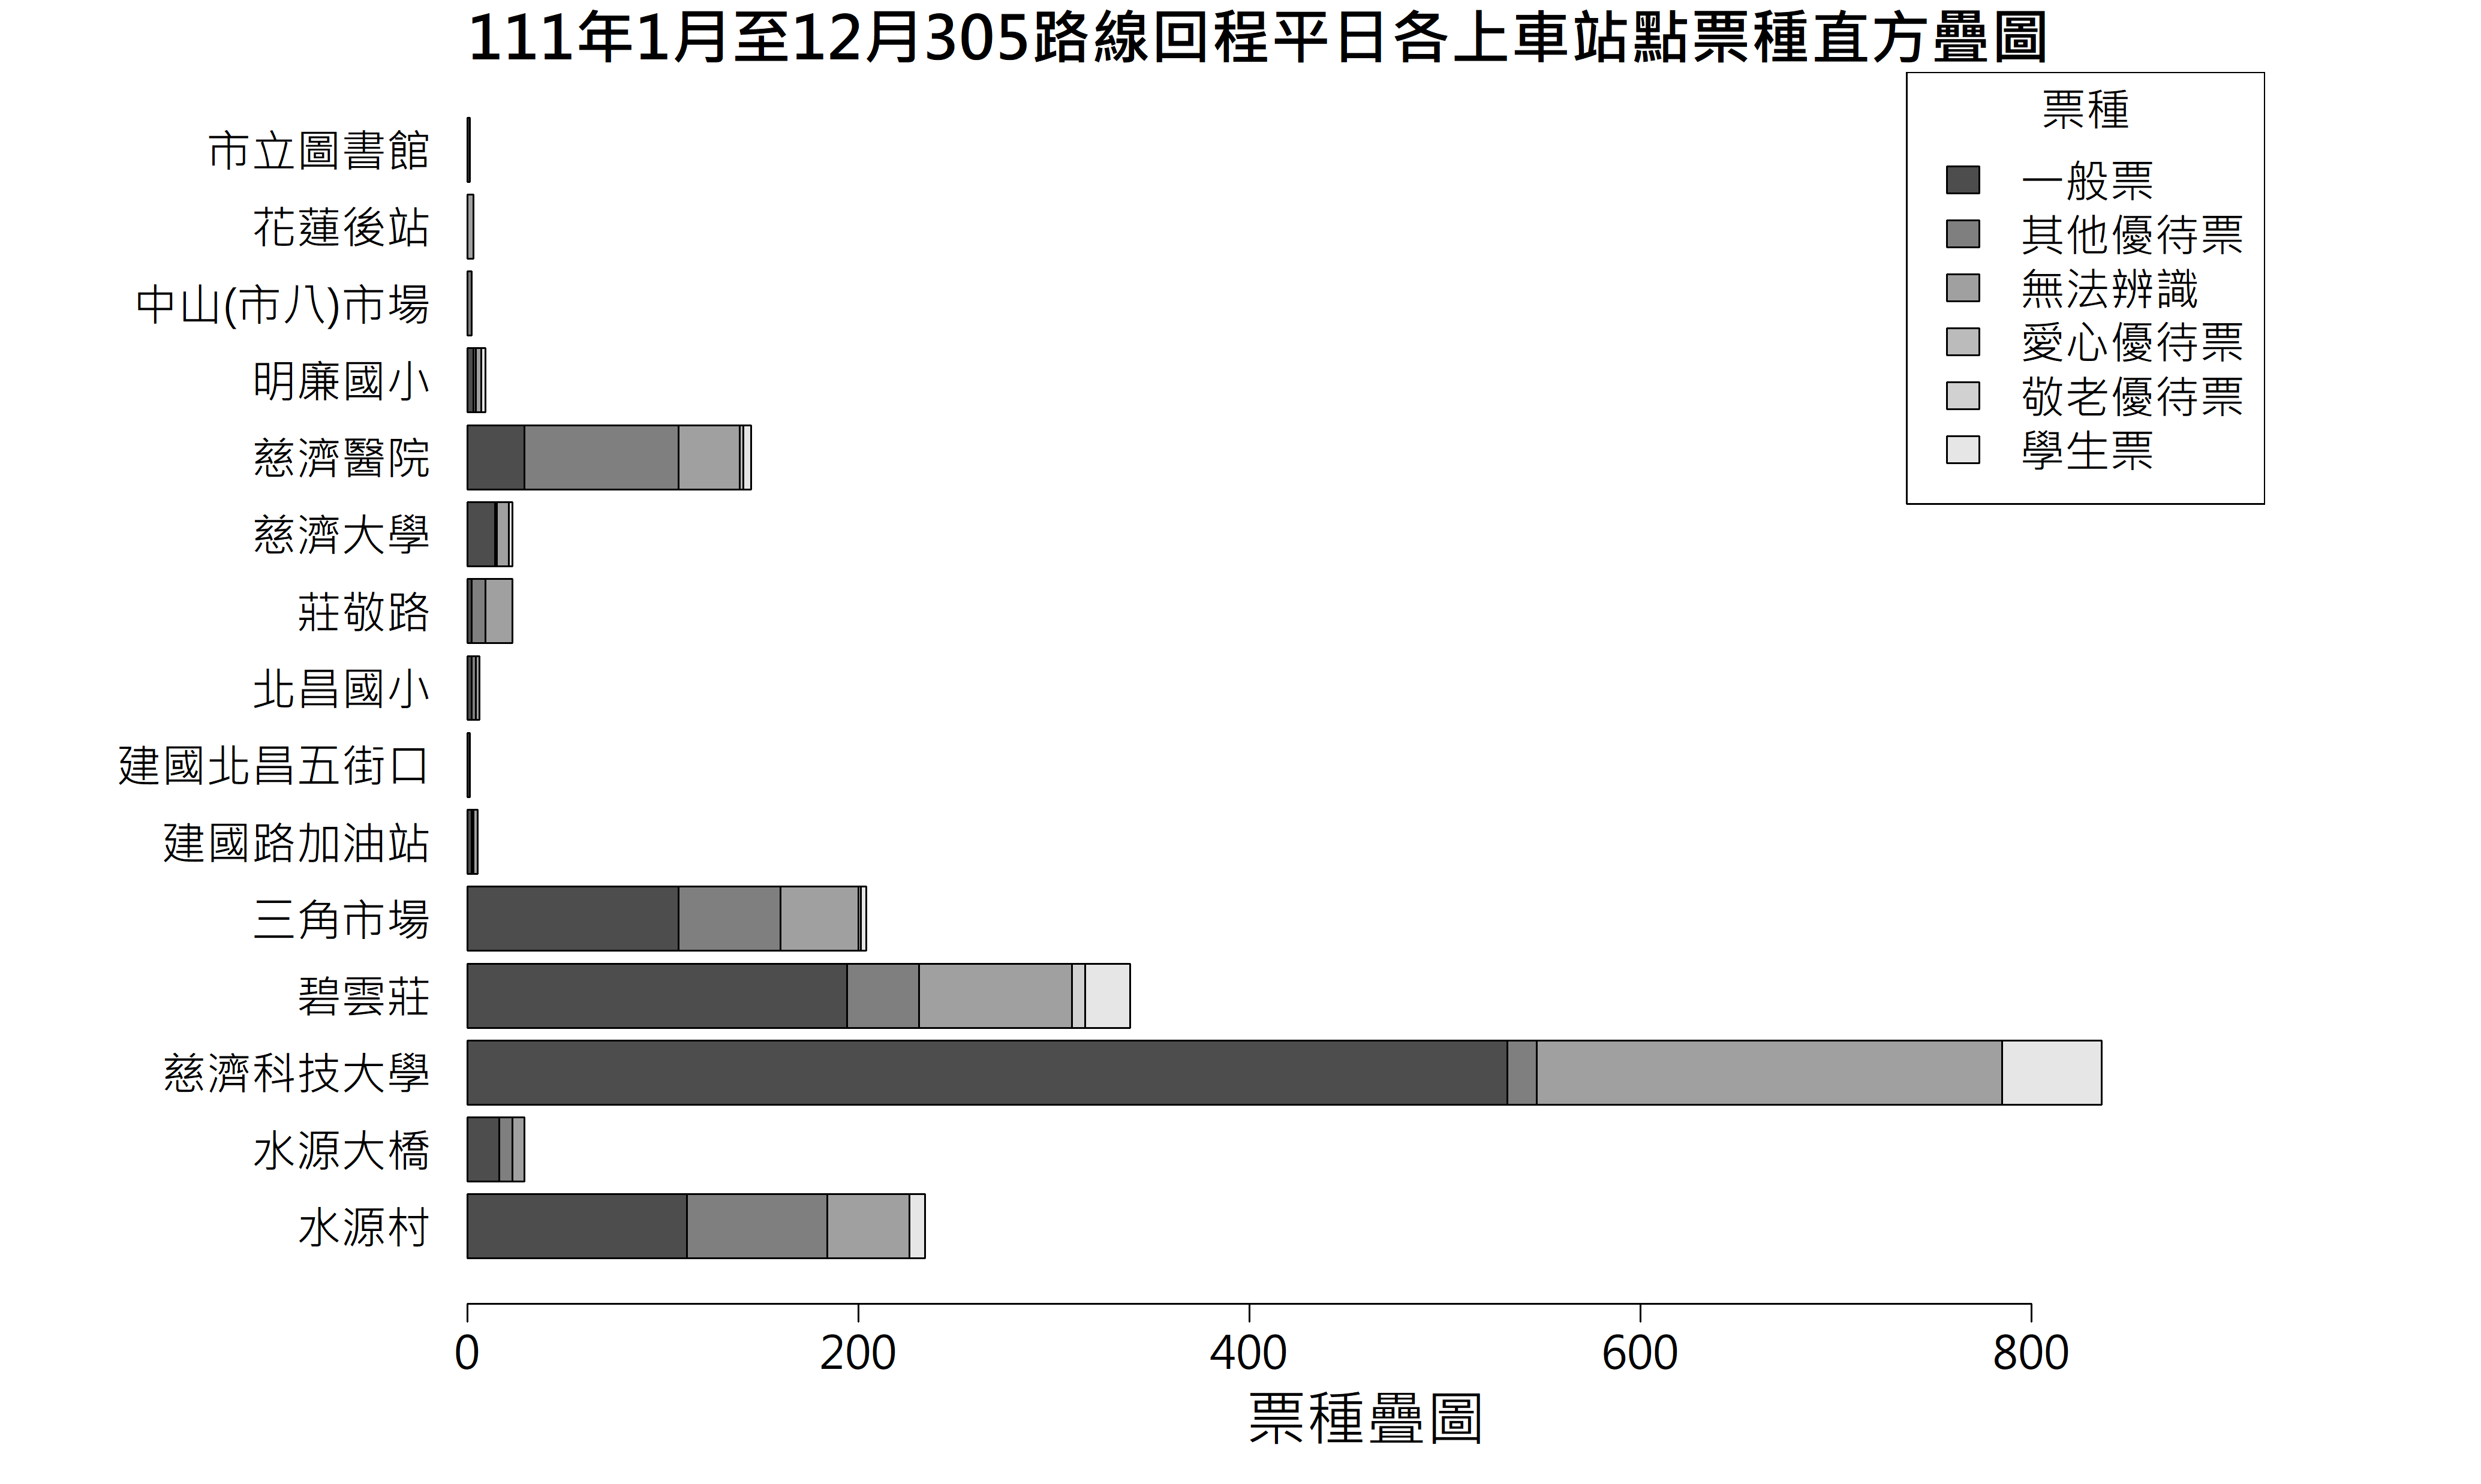 111年1月至12月305路線回程平日各上車站點票種直方疊圖
票種
一般票
其他優待票
無法辨識
愛心優待票
敬老優待票
學生票
市立圖書館
花蓮後站
中山(市八)市場
明廉國小
慈濟醫院
慈濟大學
莊敬路
北昌國小
建國北昌五街口
建國路加油站
三角市場
碧雲莊
慈濟科技大學
水源大橋
水源村
0 200 400 600 800
票種疊圖